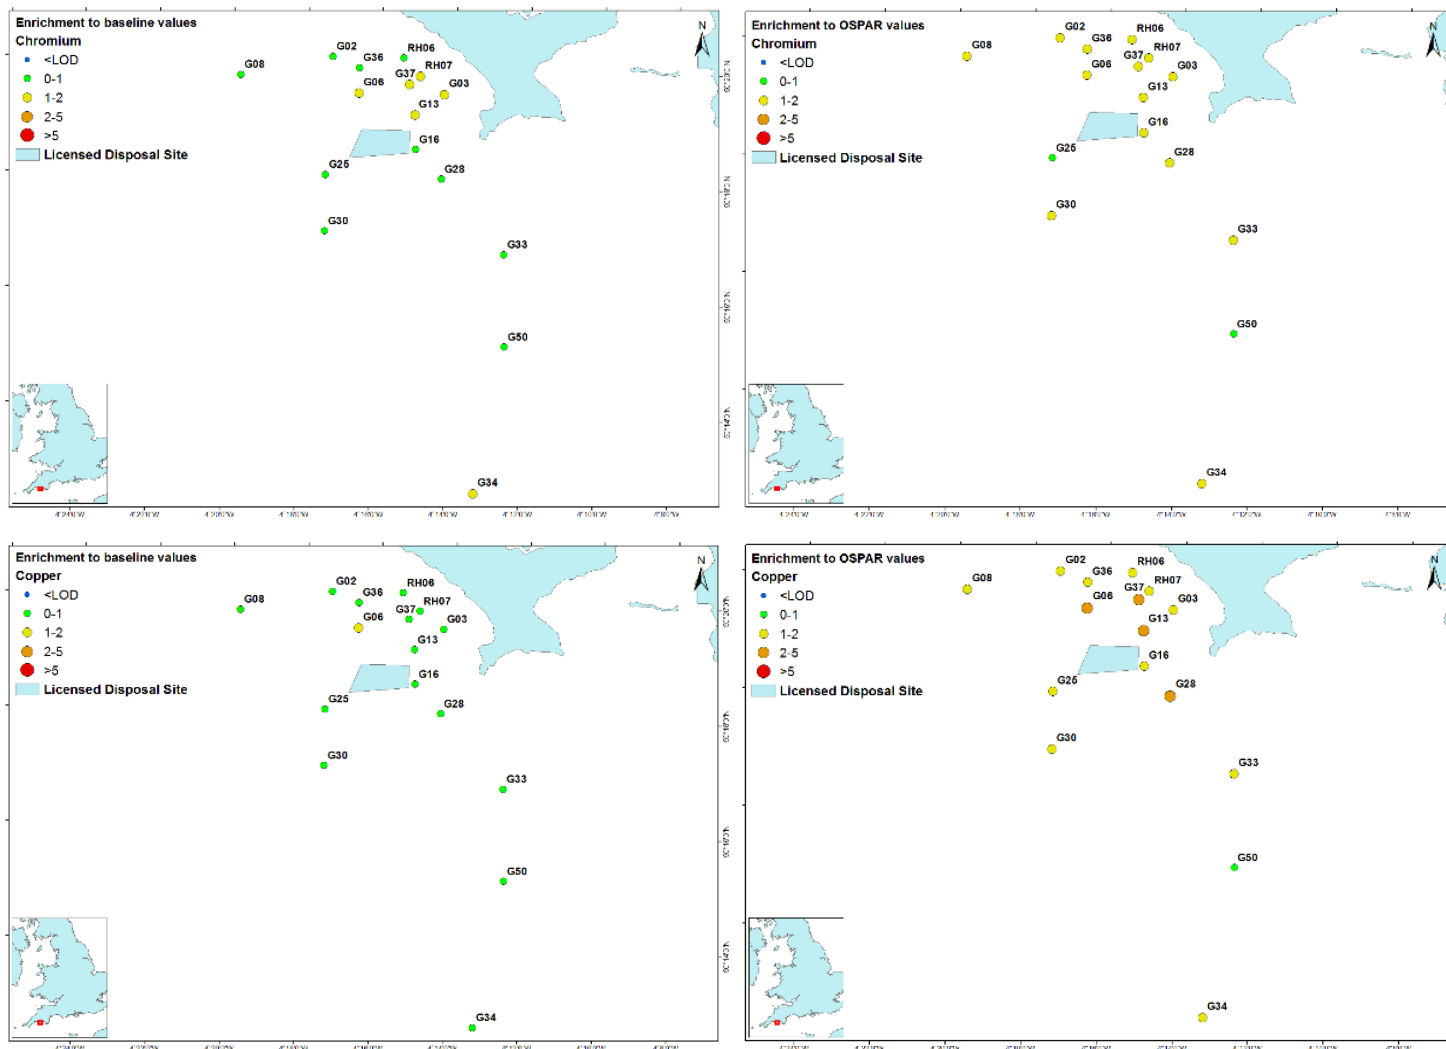 Enrichment to baseline values
Chromium
<LOD
0-1
1-2
2-5
>5
Licensed Disposal Site
N
G02
G36
RH06
G08
G37
RH07
G06
G03
G13
G16
G25
G28
G30
G33
G50
G34
Enrichment to OSPAR values
Chromium
<LOD
0-1
1-2
2-5
>5
Licensed Disposal Site
N
G02
G36
RH06
G08
G37
RH07
G06
G03
G13
G16
G25
G28
G30
G33
G50
G34
Enrichment to baseline values
Copper
<LOD
0-1
1-2
2-5
>5
Licensed Disposal Site
N
G02
G36
RH06
G08
G37
RH07
G06
G03
G13
G16
G25
G28
G30
G33
G50
G34
Enrichment to OSPAR values
Copper
<LOD
0-1
1-2
2-5
>5
Licensed Disposal Site
N
G02
G36
RH06
G08
G37
RH07
G06
G03
G13
G16
G25
G28
G30
G33
G50
G34